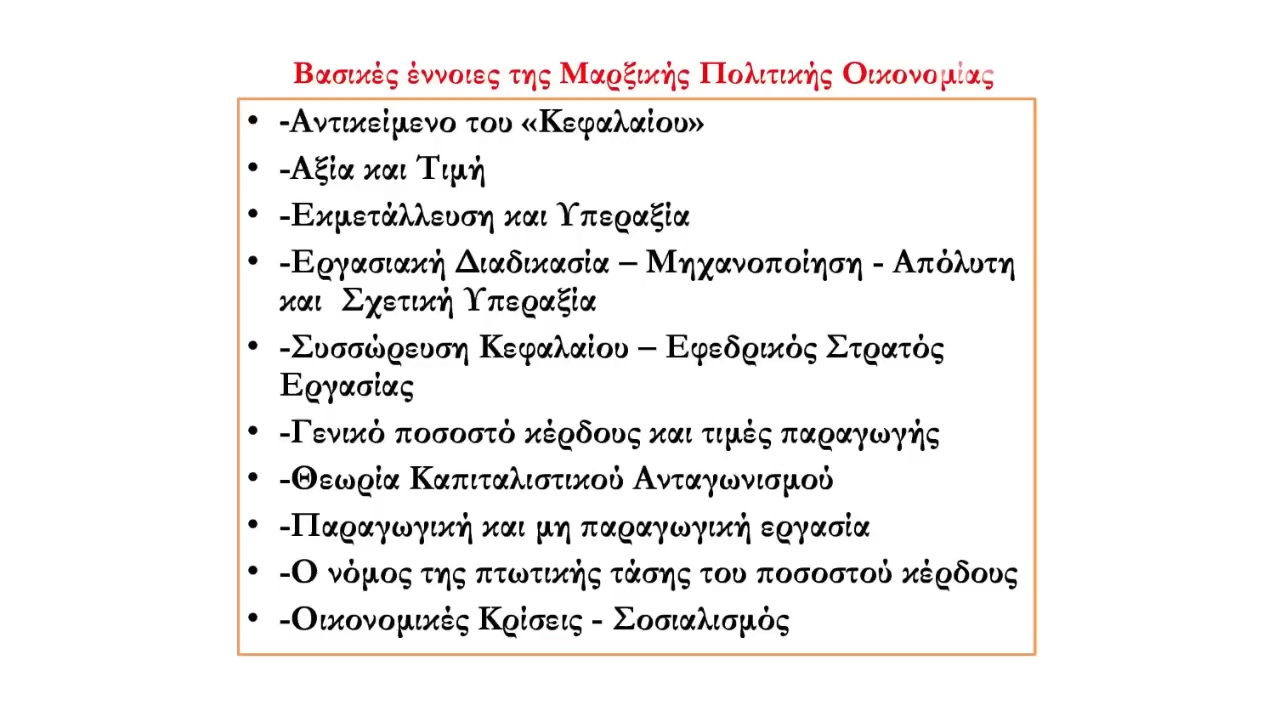 Βασικές έννοιες της Μαρξικής Πολιτικής Οικονομίας
• -Αντικείμενο του «Κεφαλαίου»
• -Αξία και Τιμή
• -Εκμετάλλευση και Υπεραξία
• -Εργασιακή Διαδικασία – Μηχανοποίηση - Απόλυτη
και Σχετική Υπεραξία
• -Συσσώρευση Κεφαλαίου – Εφεδρικός Στρατός
Εργασίας
• -Γενικό ποσοστό κέρδους και τιμές παραγωγής
• -Θεωρία Καπιταλιστικού Ανταγωνισμού
• -Παραγωγική και μη παραγωγική εργασία
• -Ο νόμος της πτωτικής τάσης του ποσοστού κέρδους
• -Οικονομικές Κρίσεις - Σοσιαλισμός